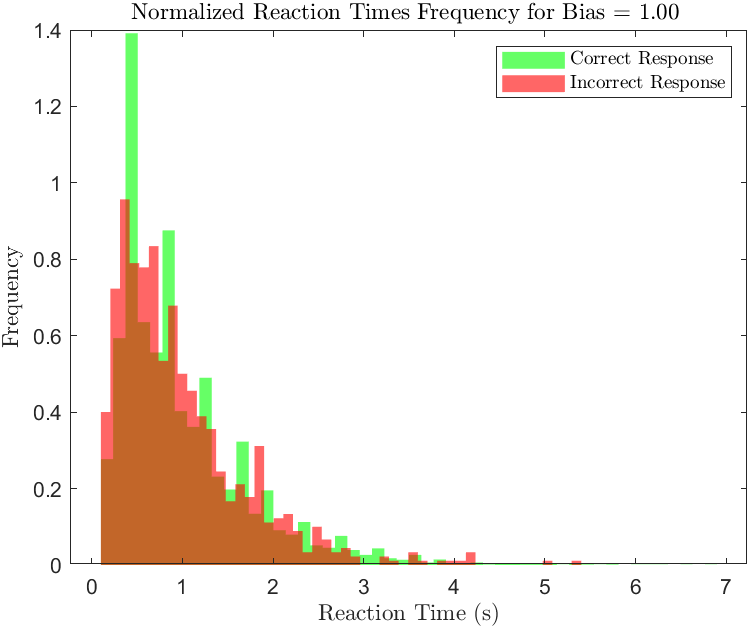 Normalized Reaction Times Frequency for Bias = 1.00
Correct Response
Incorrect Response
1.4
1.2
1
0.8
0.6
0.4
0.2
0
Frequency
0 1 2 3 4 5 6 7
Reaction Time (s)